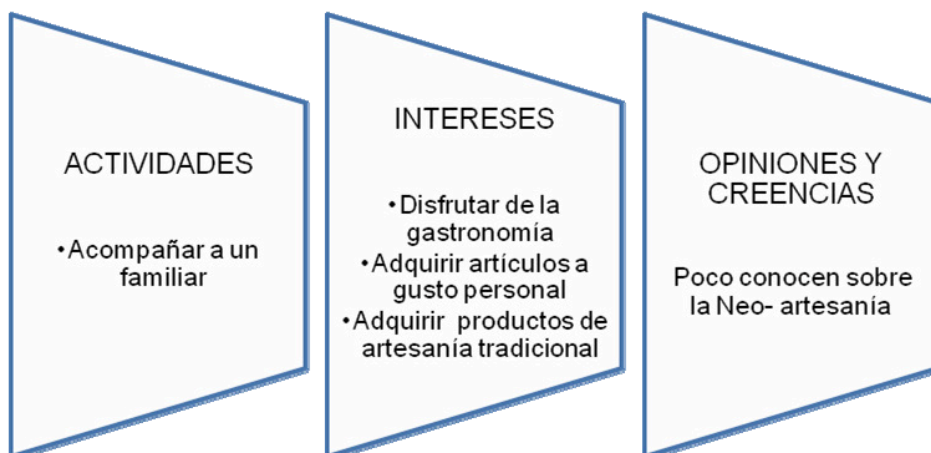 ACTIVIDADES
•Acompañar a un
familiar
INTERESES
•Disfrutar de la
gastronomía
•Adquirir artículos a
gusto personal
•Adquirir productos de
artesanía tradicional
OPINIONES Y
CREENCIAS
Poco conocen sobre
la Neo- artesanía